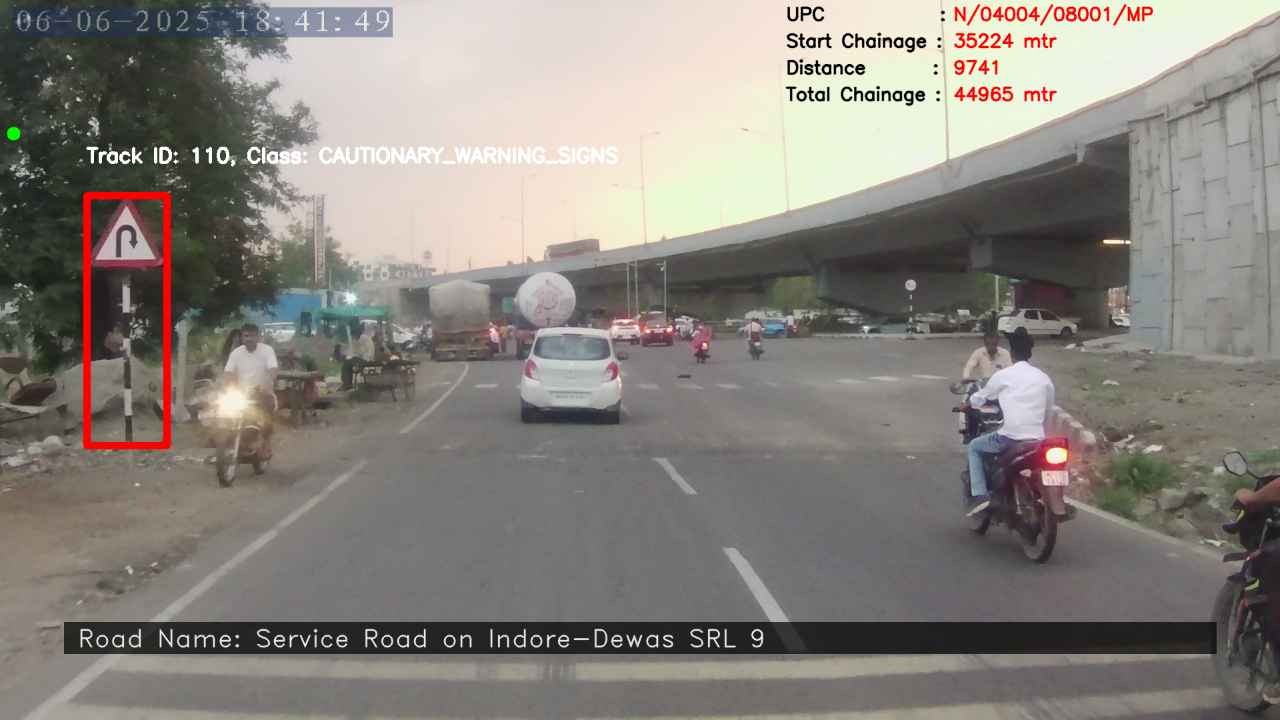 06-06-2025 18:41:49
UPC : N/04004/08001/MP
Start Chainage : 35224 mtr
Distance : 9741
Total Chainage : 44965 mtr
Track ID: 110, Class: CAUTIONARY_WARNING_SIGNS
Road Name: Service Road on Indore-Dewas SRL 9